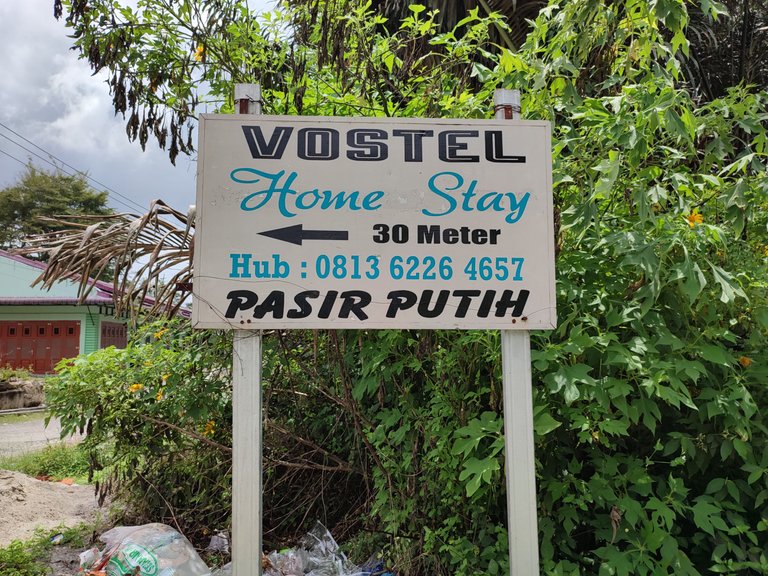 VOSTEL
Home Stay
30 Meter
Hub : 0813 6226 4657
PASIR PUTIH